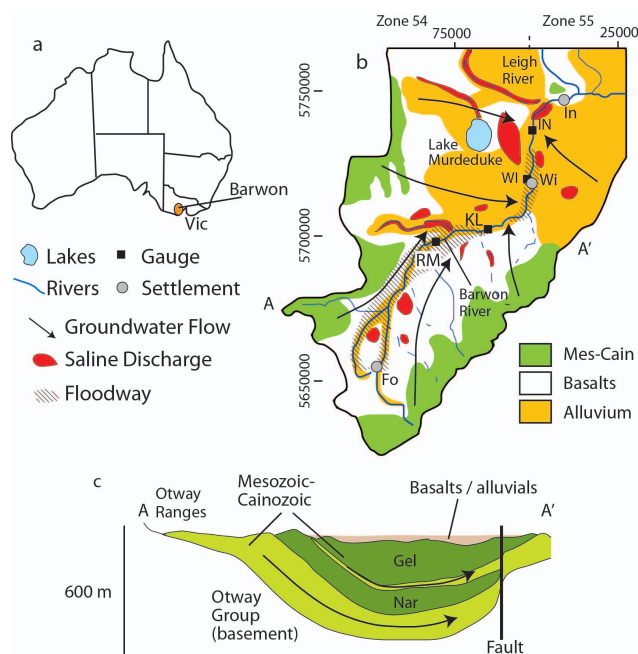 a
Barwon
Vic
Lakes
Gauge
Rivers
Settlement
Groundwater Flow
Saline Discharge
Floodway
b
Zone 54
Zone 55
75000
25000
5750000
5700000
5650000
Leigh
River
In
IN
Lake
Murdeduke
WI
Wi
KL
A'
RM
Barwon
River
A
Fo
Mes-Cain
Basalts
Alluvium
c
Mesozoic-
Cainozoic
Basalts / alluvials
A
Otway
Ranges
A'
Gel
600 m
Nar
Otway
Group
(basement)
Fault